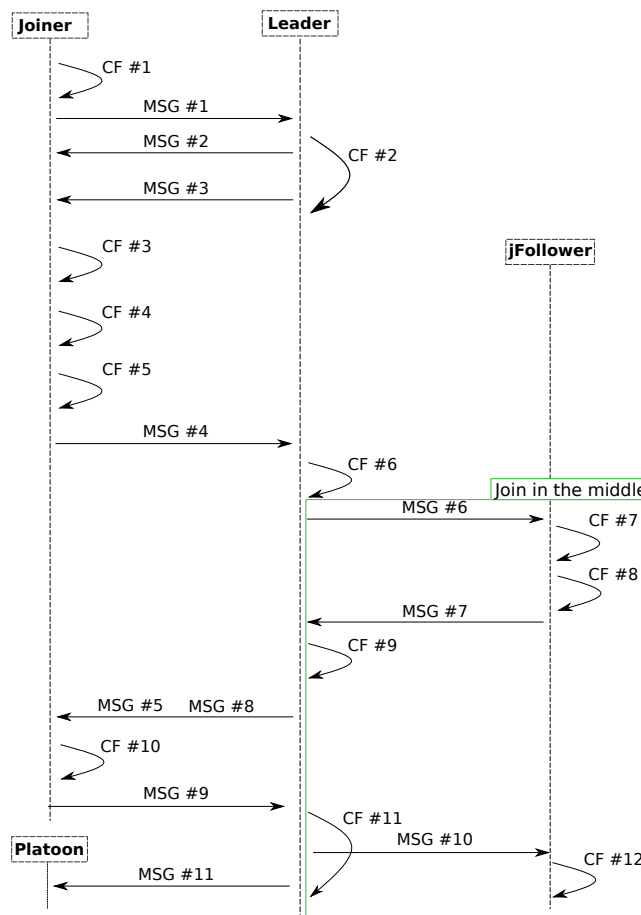 Joiner
Leader
CF #1
MSG #1
MSG #2
CF #2
MSG #3
CF #3
jFollower
CF #4
CF #5
MSG #4
CF #6
Join in the middle
MSG #6
CF #7
CF #8
MSG #7
CF #9
MSG #5 MSG #8
CF #10
MSG #9
CF #11
MSG #10
Platoon
CF #12
MSG #11